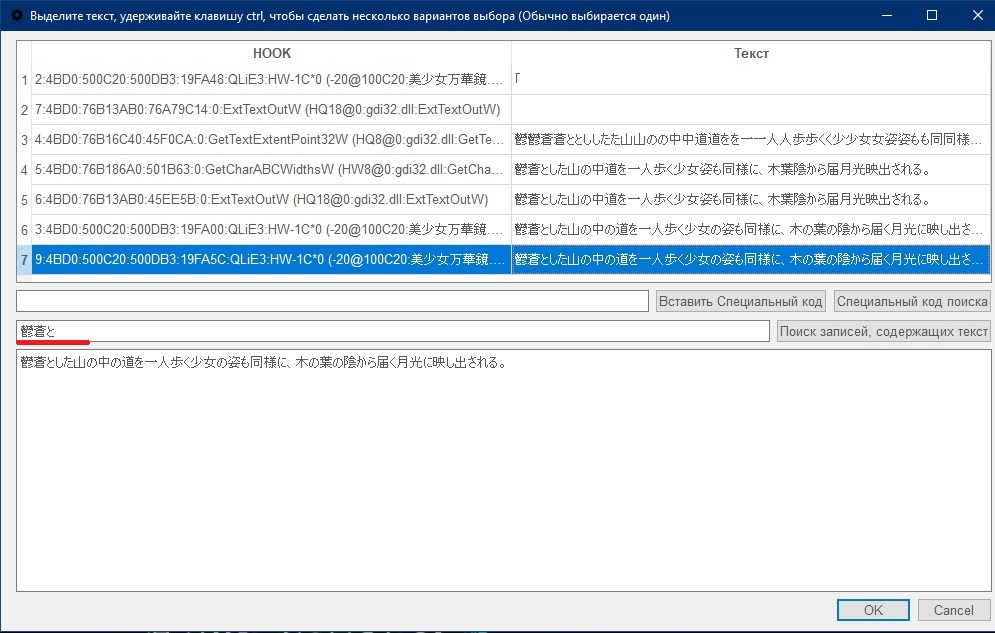 Выделите текст, удерживайте клавишу ctrl, чтобы сделать несколько вариантов выбора (Обычно выбирается один)
HOOK Текст
1 2:4BD0:500C20:500DB3:19FA48:QLiE3:HW-1C*0 (-20@100C20:美少女万華鏡.... 「
2 7:4BD0:76B13AB0:76A79C14:0:ExtTextOutW (HQ18@0:gdi32.dll:ExtTextOutW)
3 4:4BD0:76B16C40:45F0CA:0:GetTextExtentPoint32W (HQ8@0:gdi32.dll:GetTe... 鬱鬱蒼蒼ととししたた山山のの中中道道をを一一人人歩歩くく少少女女姿姿もも同同様...
4 5:4BD0:76B186A0:501B63:0:GetCharABCWidthsW (HW8@0:gdi32.dll:GetCha... 鬱蒼とした山の中道を一人歩く少女姿も同様に、木葉陰から届月光映出される。
5 6:4BD0:76B13AB0:45EE5B:0:ExtTextOutW (HQ18@0:gdi32.dll:ExtTextOutW) 鬱蒼とした山の中道を一人歩く少女姿も同様に、木葉陰から届月光映出される。
6 3:4BD0:500C20:500DB3:19FA00:QLiE3:HW-1C*0 (-20@100C20:美少女万華鏡.... 鬱蒼とした山の中の道を一人歩く少女の姿も同様に、木の葉の陰から届く月光に映し出さ...
7 9:4BD0:500C20:500DB3:19FA5C:QLiE3:HW-1C*0 (-20@100C20:美少女万華鏡.... 鬱蒼とした山の中の道を一人歩く少女の姿も同様に、木の葉の陰から届く月光に映し出さ...
Вставить Специальный код Специальный код поиска
鬱蒼と Поиск записей, содержащих текст
鬱蒼とした山の中の道を一人歩く少女の姿も同様に、木の葉の陰から届く月光に映し出される。
OK Cancel